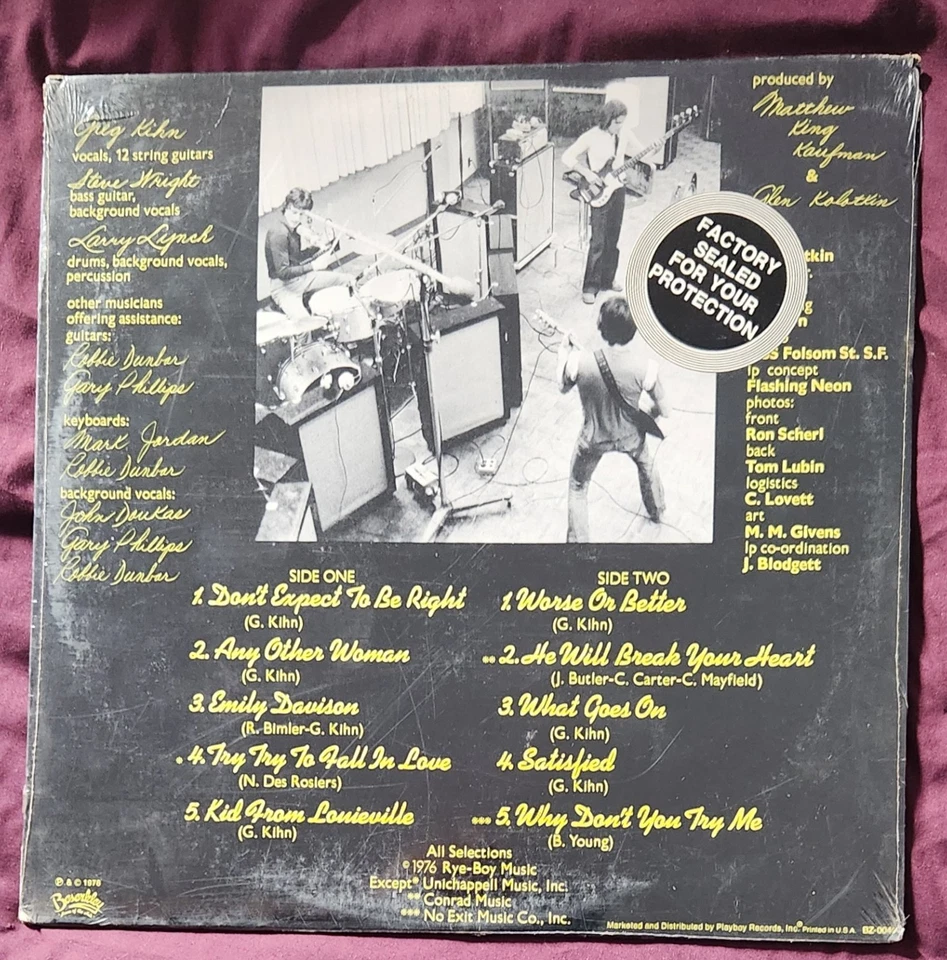 Greg Kihn
vocals, 12 string guitars
Steve Wright
bass guitar,
background vocals
Larry Lynch
drums, background vocals,
percussion
other musicians
offering assistance:
guitars:
Robbie Dunbar
Gary Phillips
keyboards:
Mark Jordan
Robbie Dunbar
background vocals:
John Doukas
Gary Phillips
Robbie Dunbar
produced by
Matthew
King
Kaufman
&
Glen Kolotkin
FACTORY
SEALED
FOR YOUR
PROTECTION
Folsom St. S.F.
lp concept
Flashing Neon
photos:
front
Ron Scherl
back
Tom Lubin
logistics
C. Lovett
art
M. M. Givens
lp co-ordination
J. Blodgett
SIDE ONE
1. Don't Expect To Be Right
(G. Kihn)
2. Any Other Woman
(G. Kihn)
3. Emily Davison
(R. Bimler-G. Kihn)
• 4. Try Try To Fall In Love
(N. Des Rosiers)
5. Kid From Louieville
(G. Kihn)
SIDE TWO
1. Worse Or Better
(G. Kihn)
•• 2. He Will Break Your Heart
(J. Butler-C. Carter-C. Mayfield)
3. What Goes On
(G. Kihn)
4. Satisfied
(G. Kihn)
••• 5. Why Don't You Try Me
(B. Young)
All Selections
© 1976 Rye-Boy Music
Except* Unichappell Music, Inc.
** Conrad Music
*** No Exit Music Co., Inc.
℗ & © 1976
Beserkley
Marketed and Distributed by Playboy Records, Inc. Printed in U.S.A. BZ-004